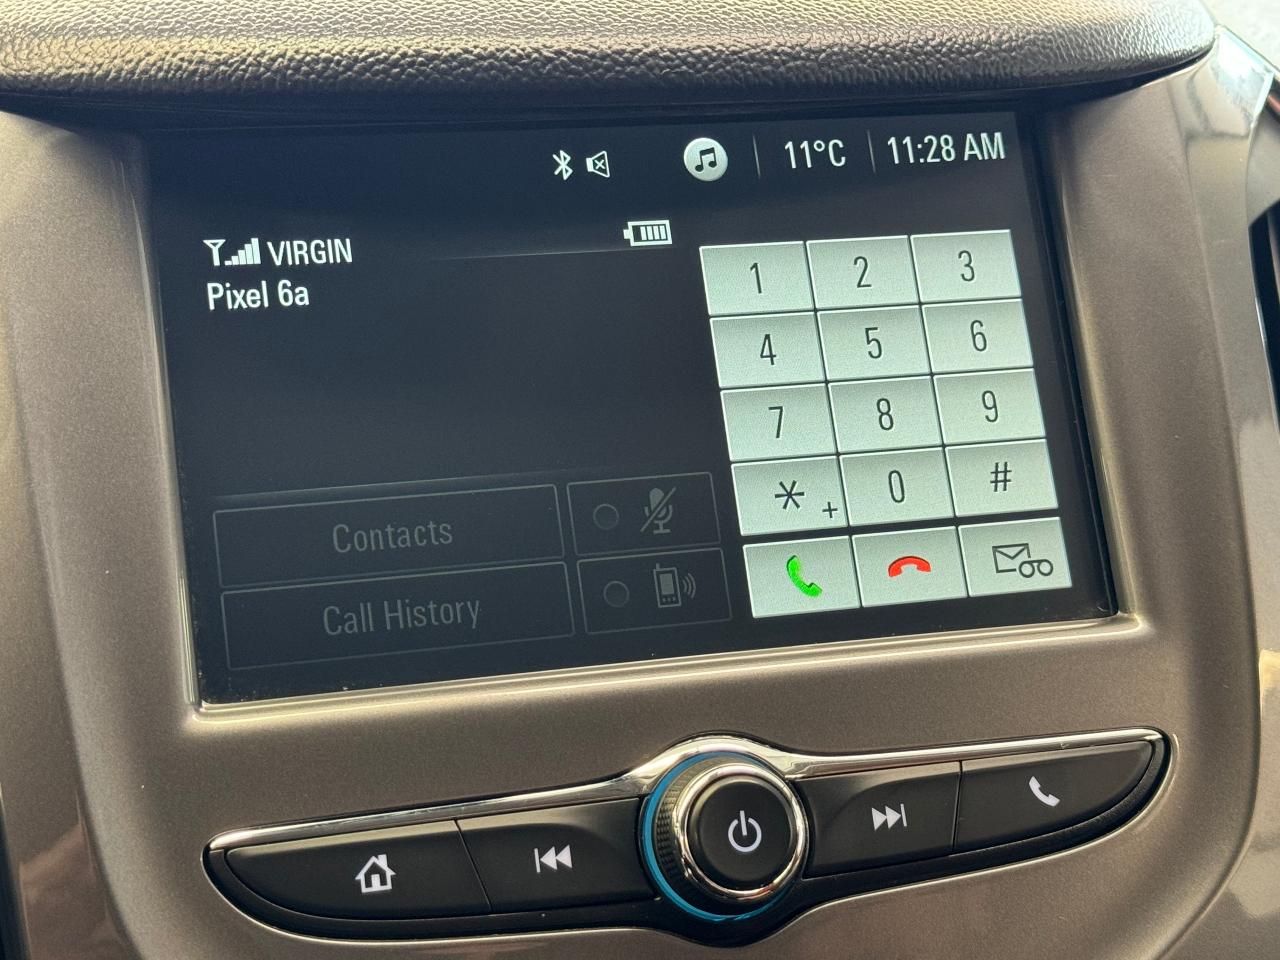 11°C 11:28 AM
VIRGIN
Pixel 6a
1 2 3
4 5 6
7 8 9
* + 0 #
Contacts
Call History